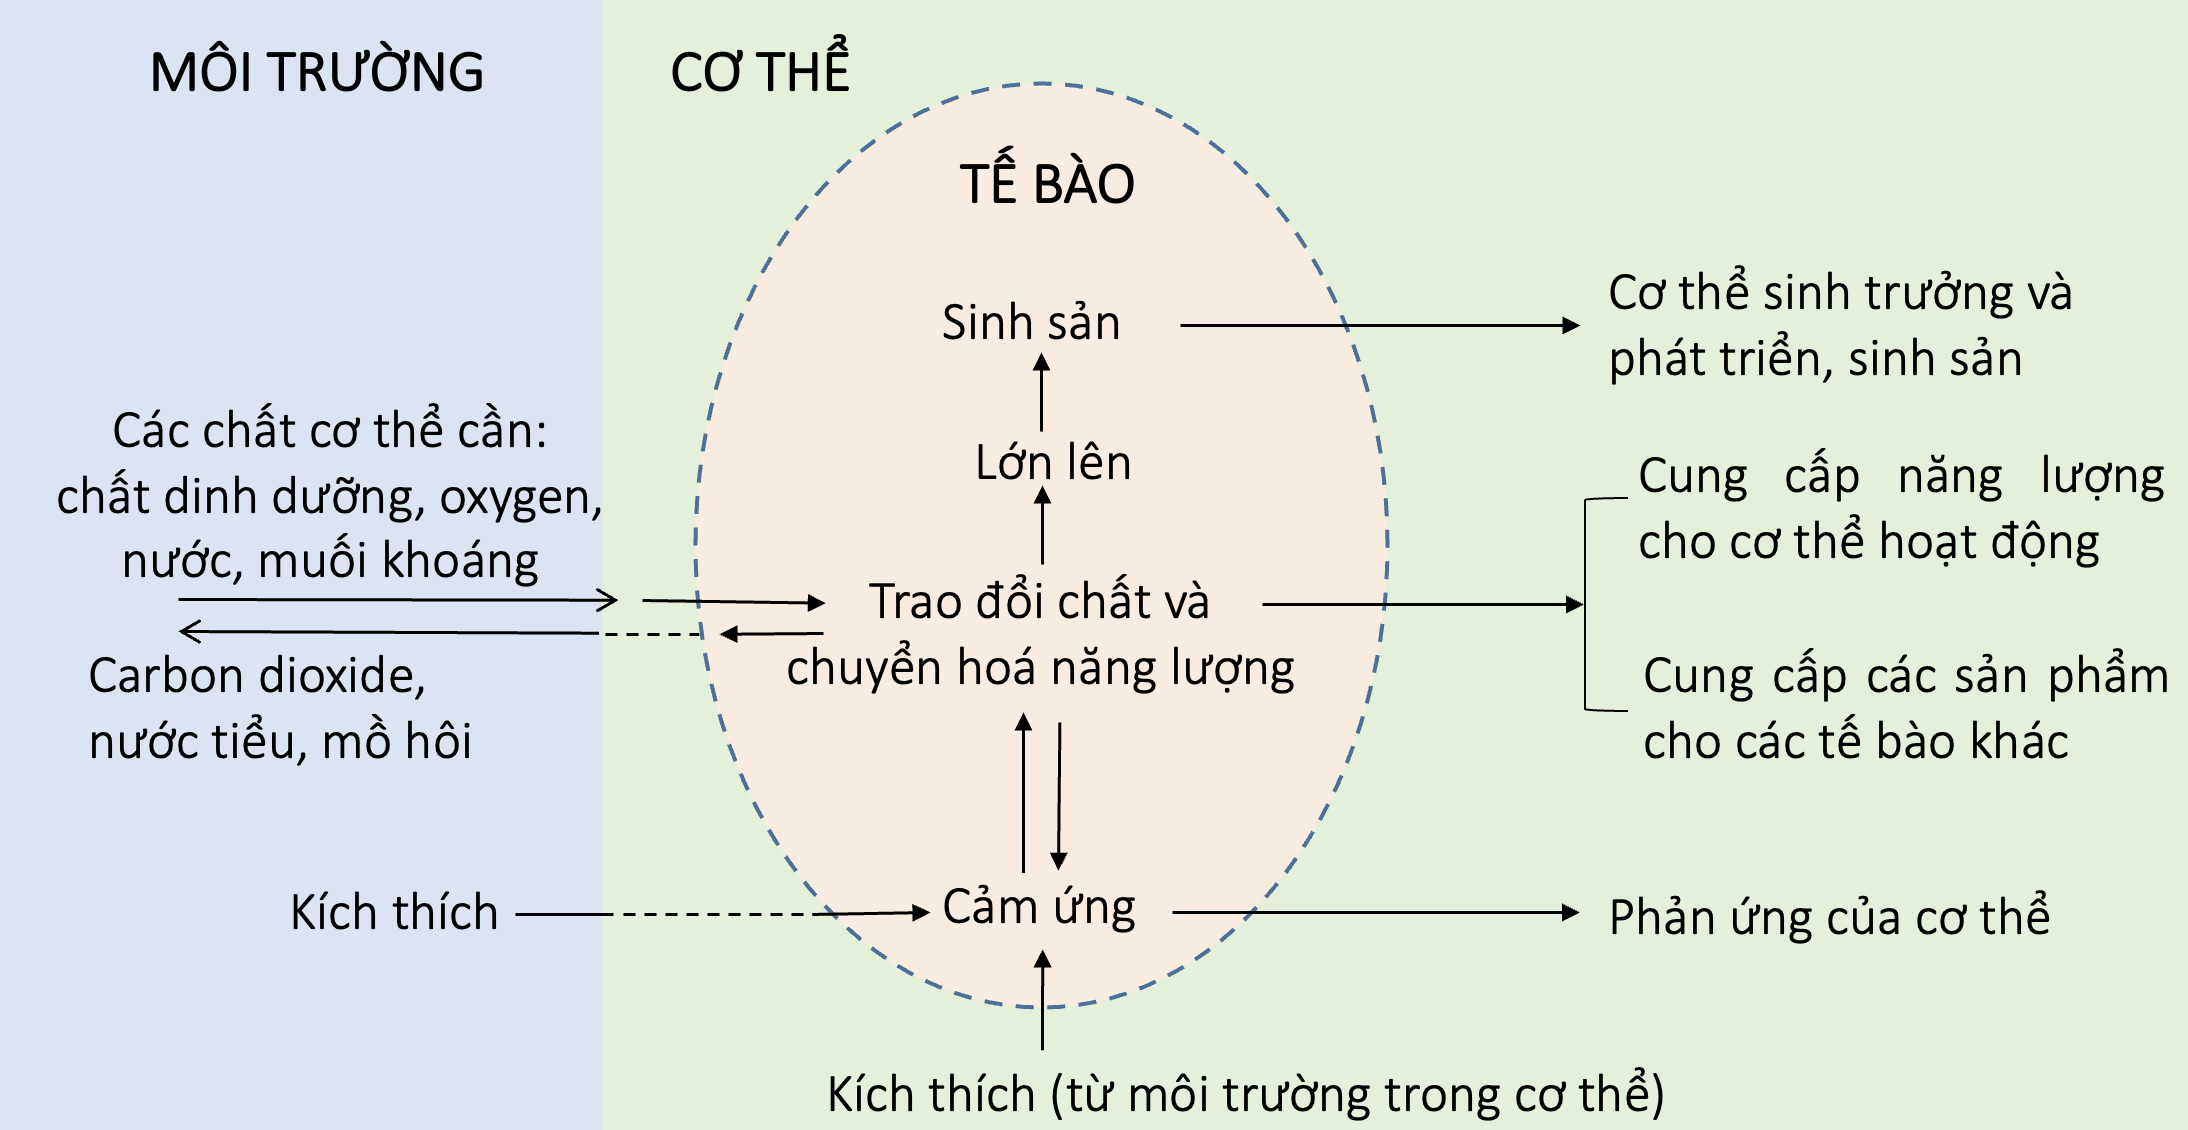 MÔI TRƯỜNG
CƠ THỂ
TẾ BÀO
Sinh sản
Cơ thể sinh trưởng và
phát triển, sinh sản
Lớn lên
Các chất cơ thể cần:
chất dinh dưỡng, oxygen,
nước, muối khoáng
Carbon dioxide,
nước tiểu, mồ hôi
Trao đổi chất và
chuyển hoá năng lượng
Cung cấp năng lượng
cho cơ thể hoạt động
Cung cấp các sản phẩm
cho các tế bào khác
Kích thích
Cảm ứng
Phản ứng của cơ thể
Kích thích (từ môi trường trong cơ thể)